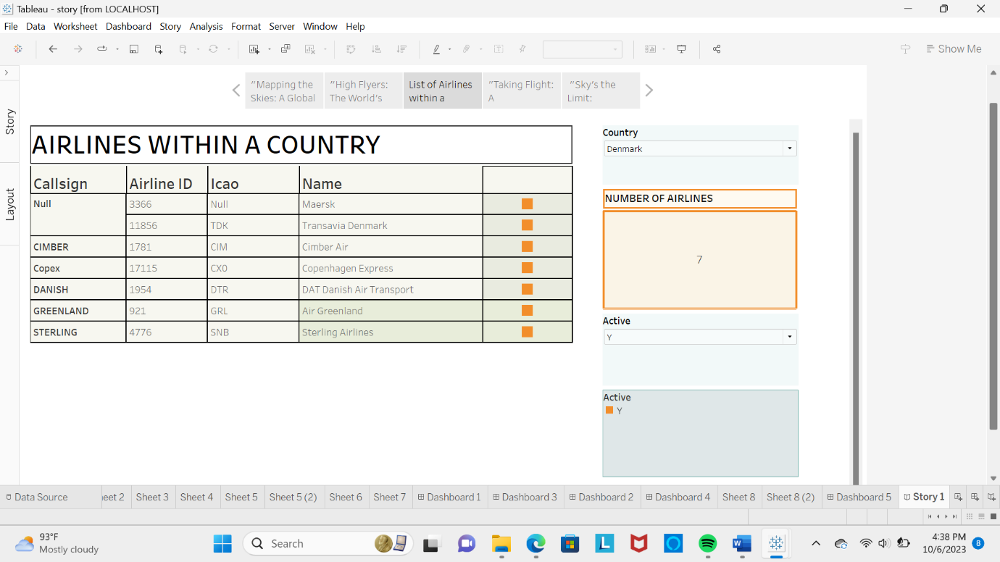 Tableau - story [from LOCALHOST]
File Data Worksheet Dashboard Story Analysis Format Server Window Help
Show Me
Story
Layout
"Mapping the
Skies: A Global
"High Flyers:
The World's
List of Airlines
within a
"Taking Flight:
A
"Sky's the
Limit:
AIRLINES WITHIN A COUNTRY
Callsign Airline ID Icao Name
Null 3366 Null Maersk
11856 TDK Transavia Denmark
CIMBER 1781 CIM Cimber Air
Copex 17115 CX0 Copenhagen Express
DANISH 1954 DTR DAT Danish Air Transport
GREENLAND 921 GRL Air Greenland
STERLING 4776 SNB Sterling Airlines
Country
Denmark
NUMBER OF AIRLINES
7
Active
Y
Active
Y
Data Source eet 2 Sheet 3 Sheet 4 Sheet 5 Sheet 5 (2) Sheet 6 Sheet 7 Dashboard 1 Dashboard 3 Dashboard 2 Dashboard 4 Sheet 8 Sheet 8 (2) Dashboard 5 Story 1
93°F
Mostly cloudy
Search
L
W
4:38 PM
10/6/2023
8